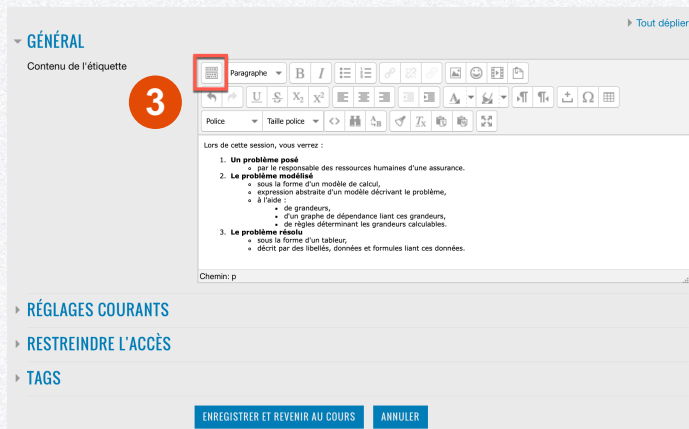 Tout déplier
GÉNÉRAL
Contenu de l'étiquette
3
Paragraphe
B I
U S X₂ X² A
Ω
Police Taille police <> A B Tx
Lors de cette session, vous verrez :
1. Un problème posé
par le responsable des ressources humaines d'une assurance.
2. Le problème modélisé
sous la forme d'un modèle de calcul,
expression abstraite d'un modèle décrivant le problème,
à l'aide :
de grandeurs,
d'un graphe de dépendance liant ces grandeurs,
de règles déterminant les grandeurs calculables.
3. Le problème résolu
sous la forme d'un tableur,
décrit par des libellés, données et formules liant ces données.
Chemin: p
RÉGLAGES COURANTS
RESTREINDRE L'ACCÈS
TAGS
ENREGISTRER ET REVENIR AU COURS ANNULER